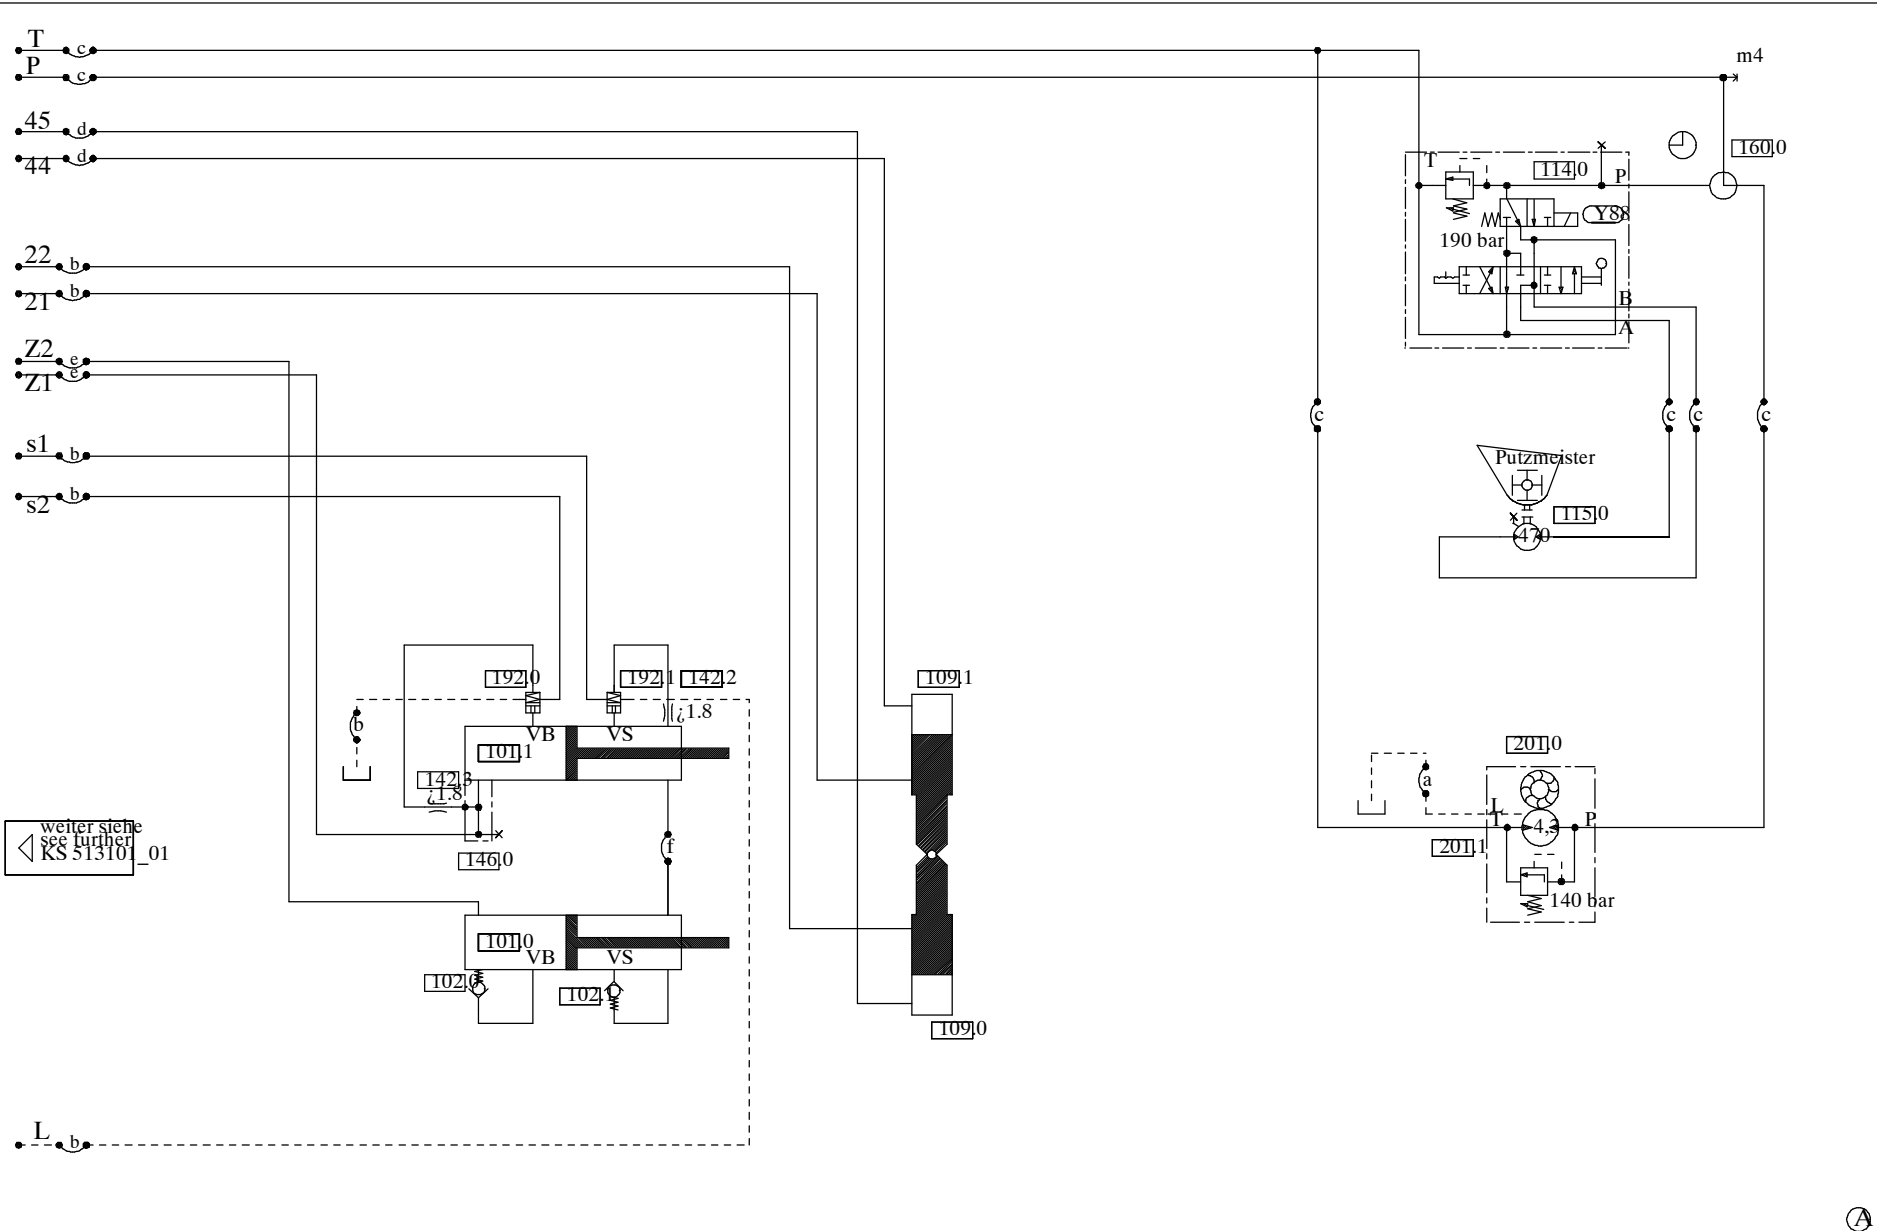 T
c
P
c
m4
45
d
44
d
160.0
T
114.0
P
Y88
190 bar
22
b
21
b
B
A
Z2
e
Z1
e
c
c
c
c
s1
b
s2
b
Putzmeister
115.0
470
192.0
192.1
142.2
109.1
¿1.8
b
VB
VS
101.1
201.0
142.3
¿1.8
a
L
T
4,3
P
weiter siehe
see further
KS 513101_01
146.0
f
201.1
140 bar
101.0
VB
VS
102.0
102.1
109.0
L
b
A